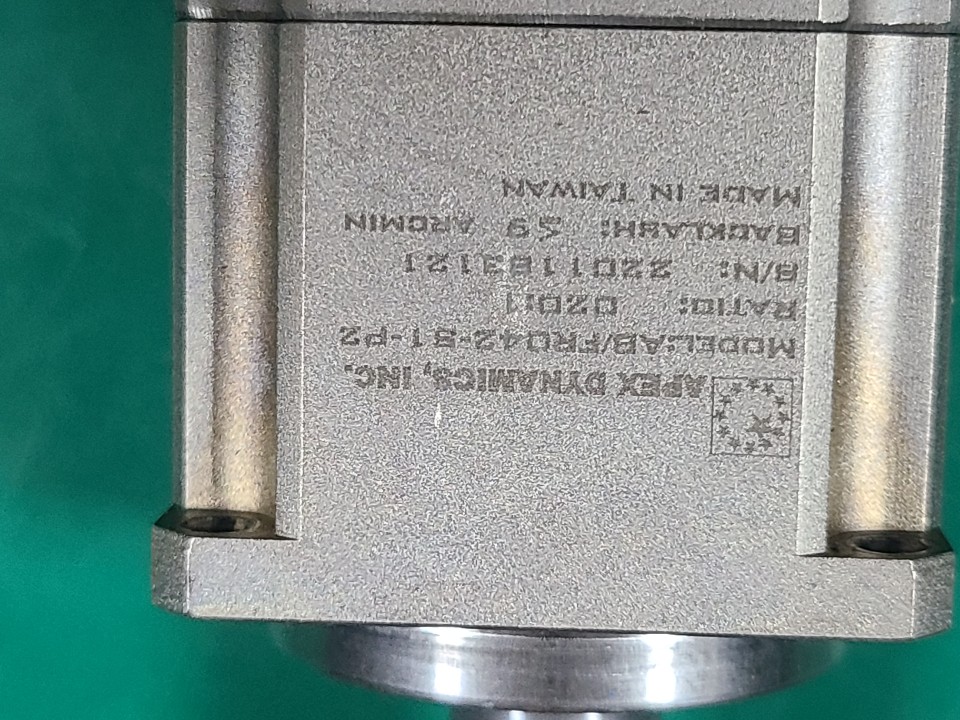 APEX DYNAMICS, INC.
MODEL:AB/FR042-S1-P2
RATIO: 020:1
S/N: 2201183121
BACKLASH: ≤9 ARCMIN
MADE IN TAIWAN